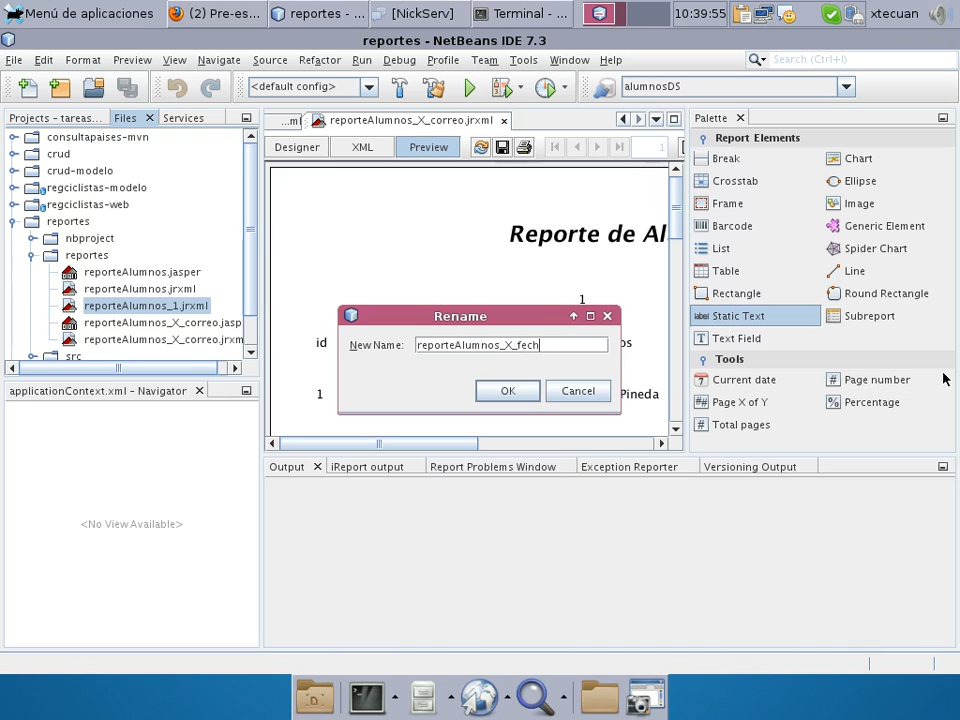 Menú de aplicaciones
(2) Pre-es...
reportes - ...
[NickServ]
Terminal - ...
10:39:55
xtecuan
reportes - NetBeans IDE 7.3
File Edit Format Preview View Navigate Source Refactor Run Debug Profile Team Tools Window Help
Search (Ctrl+I)
<default config>
alumnosDS
Projects - tareas...
Files
Services
consultapaises-mvn
crud
crud-modelo
regciclistas-modelo
regciclistas-web
reportes
nbproject
reportes
reporteAlumnos.jasper
reporteAlumnos.jrxml
reporteAlumnos_1.jrxml
reporteAlumnos_X_correo.jasp
reporteAlumnos_X_correo.jrxm
src
applicationContext.xml - Navigator
<No View Available>
...ml
reporteAlumnos_X_correo.jrxml
Designer
XML
Preview
1
Reporte de Al
1
id
os
1
Pineda
Rename
New Name:
reporteAlumnos_X_fech
OK
Cancel
Palette
Report Elements
Break
Chart
Crosstab
Ellipse
Frame
Image
Barcode
Generic Element
List
Spider Chart
Table
Line
Rectangle
Round Rectangle
label
Static Text
Subreport
Text Field
Tools
Current date
Page number
Page X of Y
Percentage
Total pages
Output
iReport output
Report Problems Window
Exception Reporter
Versioning Output